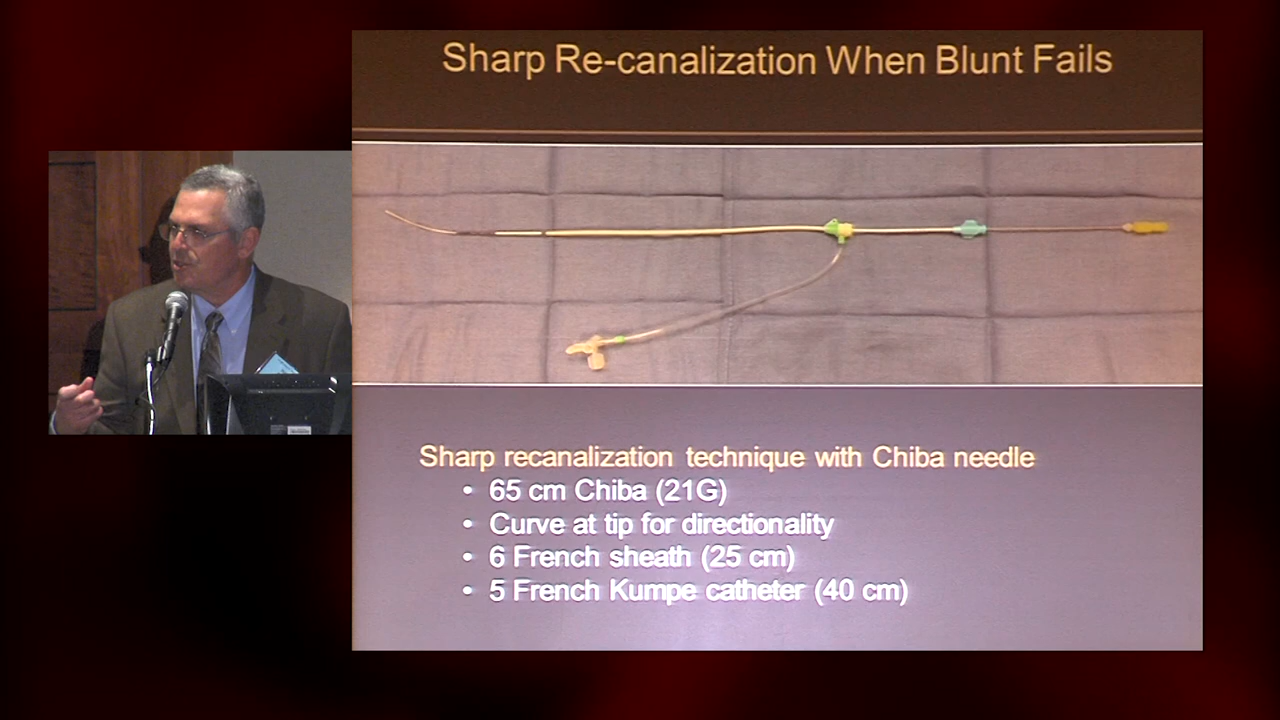 Sharp Re-canalization When Blunt Fails
Sharp recanalization technique with Chiba needle
• 65 cm Chiba (21G)
• Curve at tip for directionality
• 6 French sheath (25 cm)
• 5 French Kumpe catheter (40 cm)